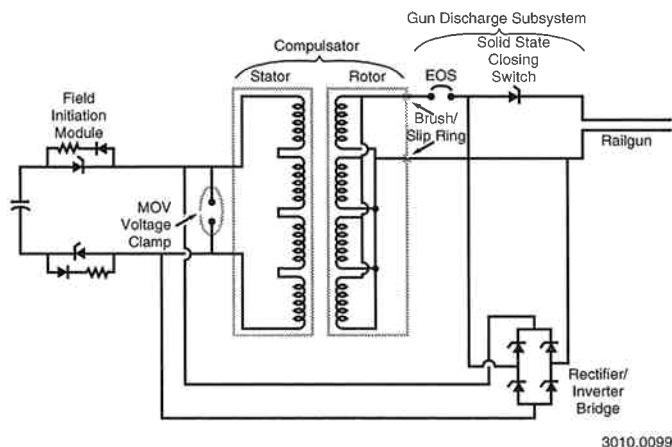 Gun Discharge Subsystem
Compulsator
Solid State
Closing
Switch
Stator
Rotor
EOS
Field
Initiation
Module
Brush/
Slip Ring
Railgun
MOV
Voltage
Clamp
Rectifier/
Inverter
Bridge
3010.0099